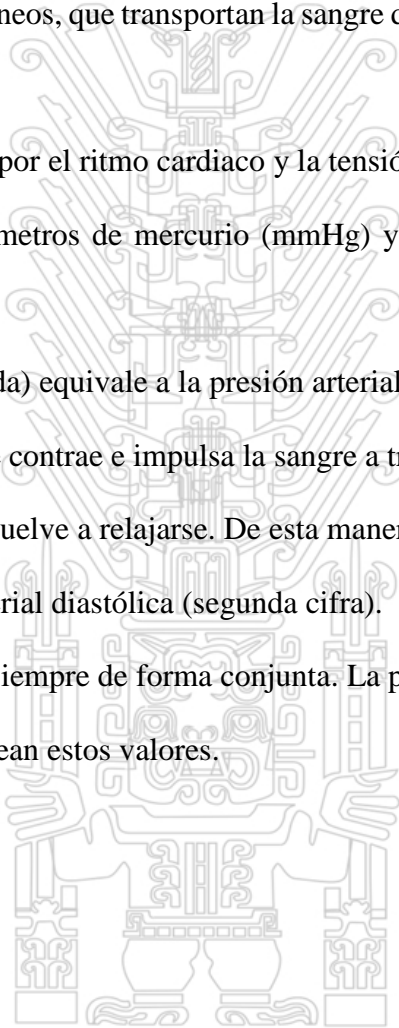 neos, que transportan la sangre
por el ritmo cardiaco y la tensió
metros de mercurio (mmHg) y
da) equivale a la presión arterial
contrae e impulsa la sangre a tr
uelve a relajarse. De esta maner
rial diastólica (segunda cifra).
iempre de forma conjunta. La p
ean estos valores.